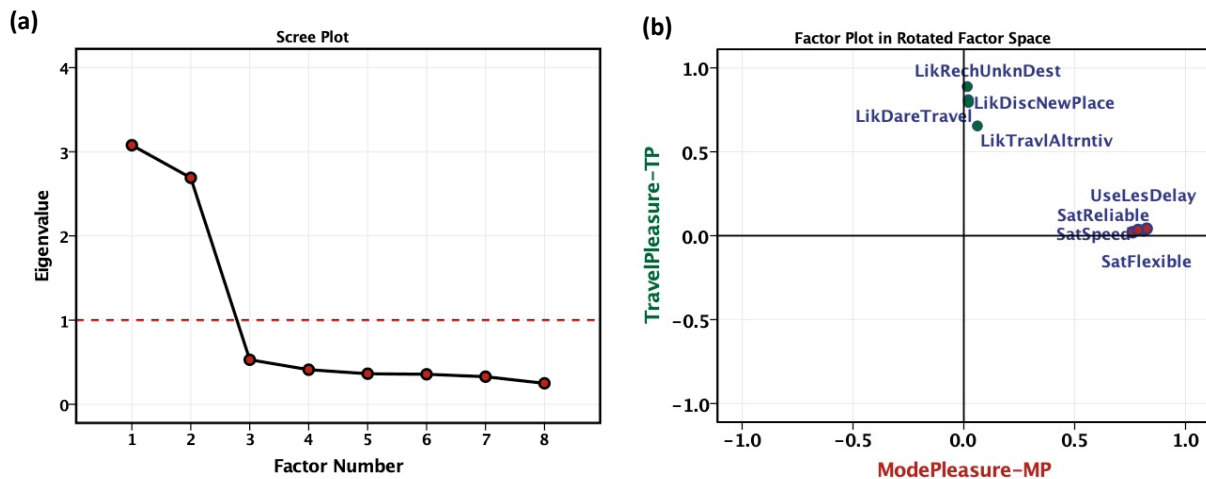 (a)
Scree Plot
4
3
2
1
0
Eigenvalue
1 2 3 4 5 6 7 8
Factor Number
(b)
Factor Plot in Rotated Factor Space
1.0
0.5
0.0
−0.5
−1.0
TravelPleasure-TP
LikRechUnknDest
LikDiscNewPlace
LikDareTravel
LikTravlAltrntiv
UseLesDelay
SatReliable
SatSpeed
SatFlexible
−1.0 −0.5 0.0 0.5 1.0
ModePleasure-MP